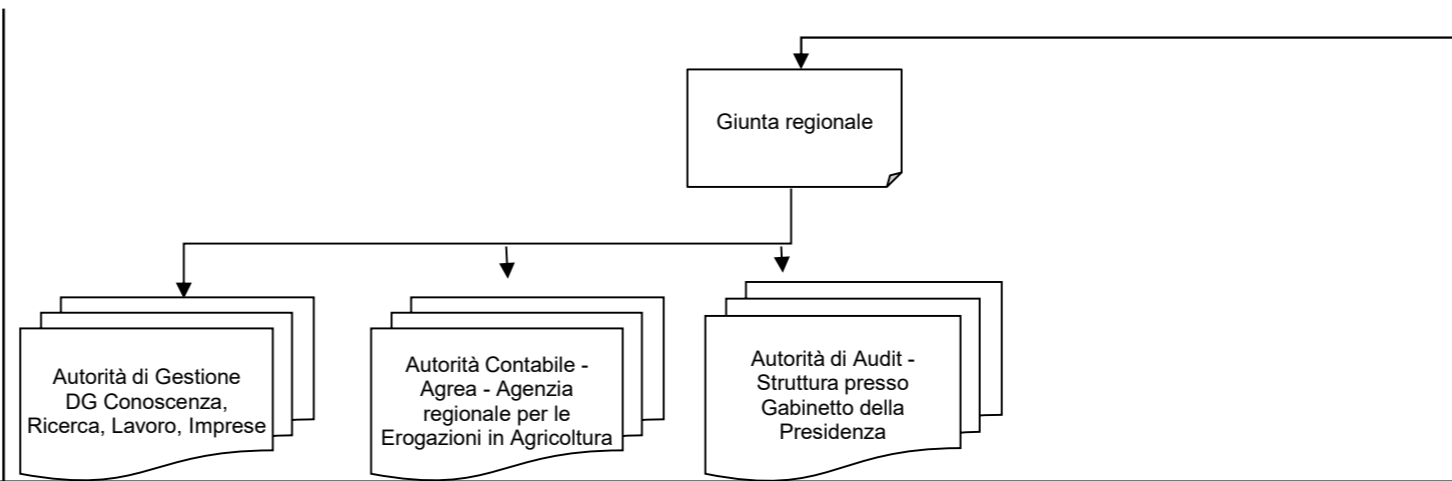 Giunta regionale
Autorità di Gestione
DG Conoscenza,
Ricerca, Lavoro, Imprese
Autorità Contabile -
Agrea - Agenzia
regionale per le
Erogazioni in Agricoltura
Autorità di Audit -
Struttura presso
Gabinetto della
Presidenza